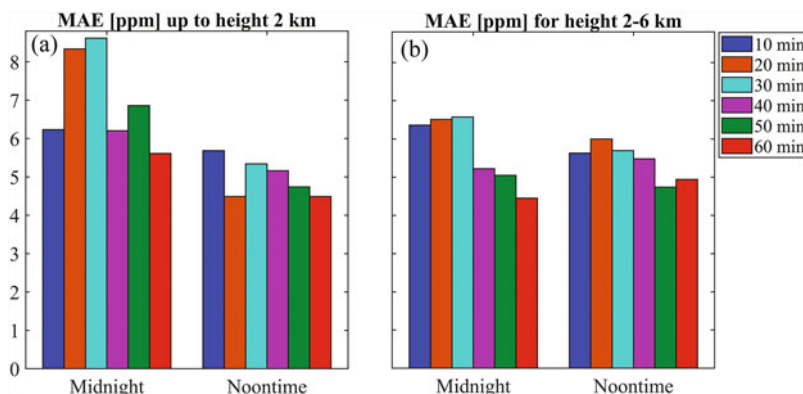 MAE [ppm] up to height 2 km
MAE [ppm] for height 2-6 km
(a)
(b)
10 min
20 min
30 min
40 min
50 min
60 min
8
7
6
5
4
3
2
1
0
Midnight
Noontime
Midnight
Noontime